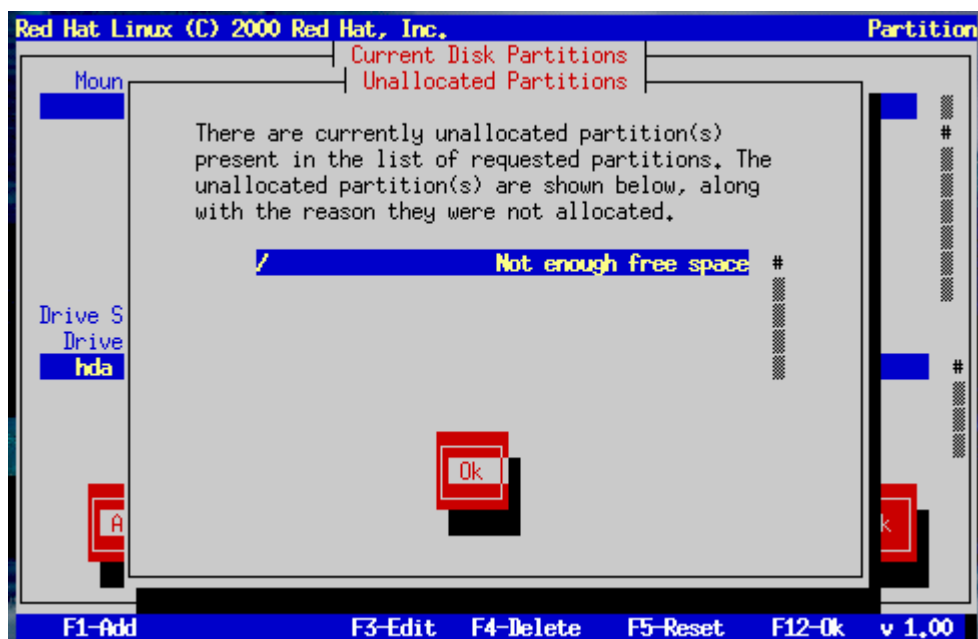 Red Hat Linux (C) 2000 Red Hat, Inc. Partition
Current Disk Partitions
Unallocated Partitions
Moun
#
There are currently unallocated partition(s)
present in the list of requested partitions. The
unallocated partition(s) are shown below, along
with the reason they were not allocated.
/ Not enough free space #
Drive S
Drive
hda #
Ok
A k
F1-Add F3-Edit F4-Delete F5-Reset F12-Ok v 1.00